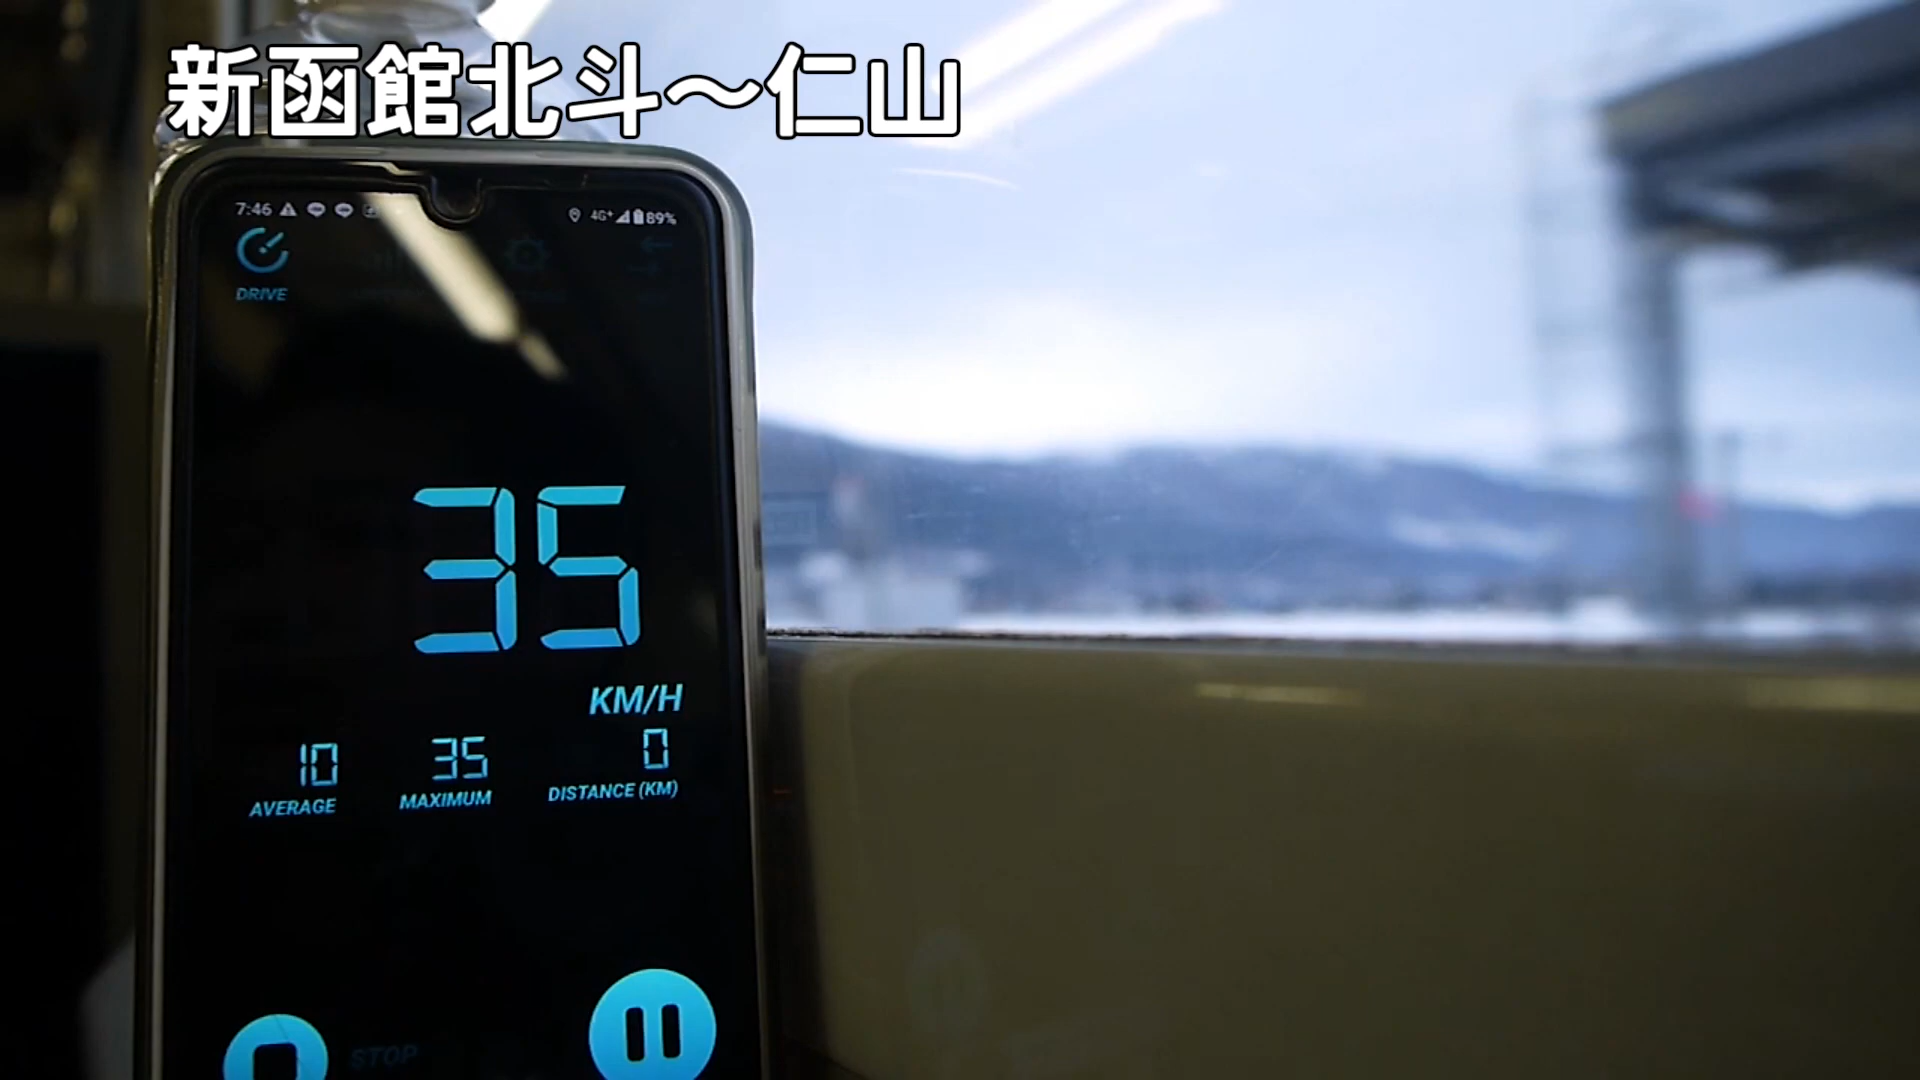 新函館北斗～仁山
7:46 4G+ 89%
DRIVE
35
KM/H
10 35 0
AVERAGE MAXIMUM DISTANCE (KM)
STOP